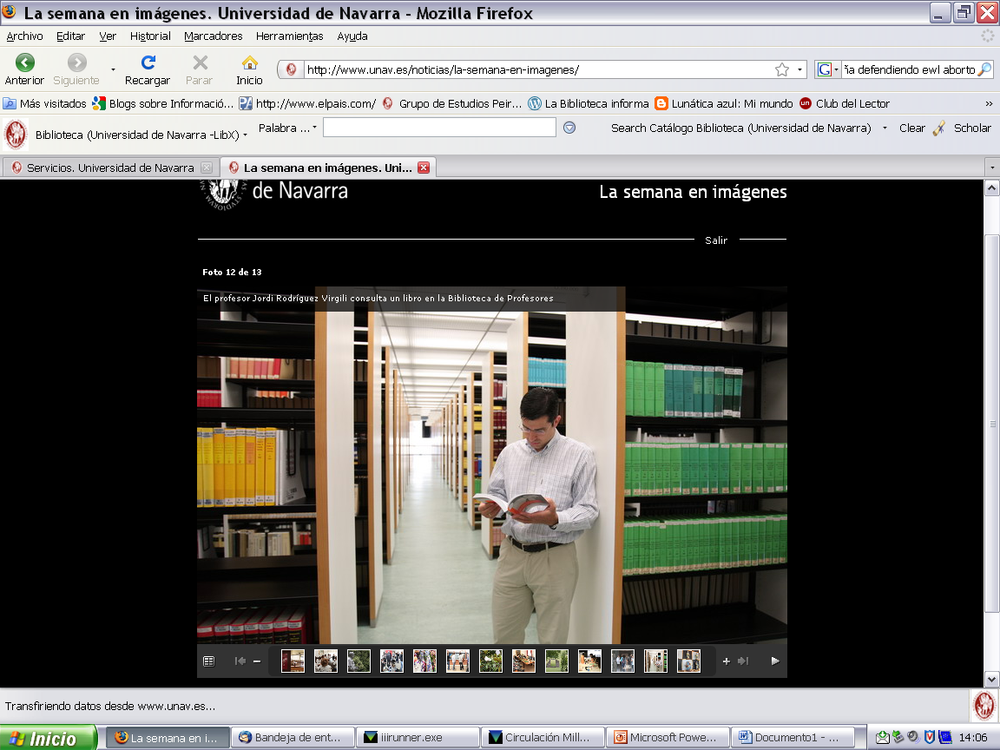 La semana en imágenes. Universidad de Navarra - Mozilla Firefox
Archivo Editar Ver Historial Marcadores Herramientas Ayuda
Anterior Siguiente Recargar Parar Inicio
http://www.unav.es/noticias/la-semana-en-imagenes/
defendiendo ewl aborto
Más visitados Blogs sobre Informació... http://www.elpais.com/ Grupo de Estudios Peir... La Biblioteca informa Lunática azul: Mi mundo Club del Lector »
Biblioteca (Universidad de Navarra -LibX) Palabra ... Search Catálogo Biblioteca (Universidad de Navarra) Clear Scholar
Servicios. Universidad de Navarra La semana en imágenes. Uni...
de Navarra
La semana en imágenes
Salir
Foto 12 de 13
El profesor Jordi Rodríguez Virgili consulta un libro en la Biblioteca de Profesores
Transfiriendo datos desde www.unav.es...
Inicio La semana en i... Bandeja de ent... iiirunner.exe Circulación Mill... Microsoft Powe... Documento1 - ... 14:06